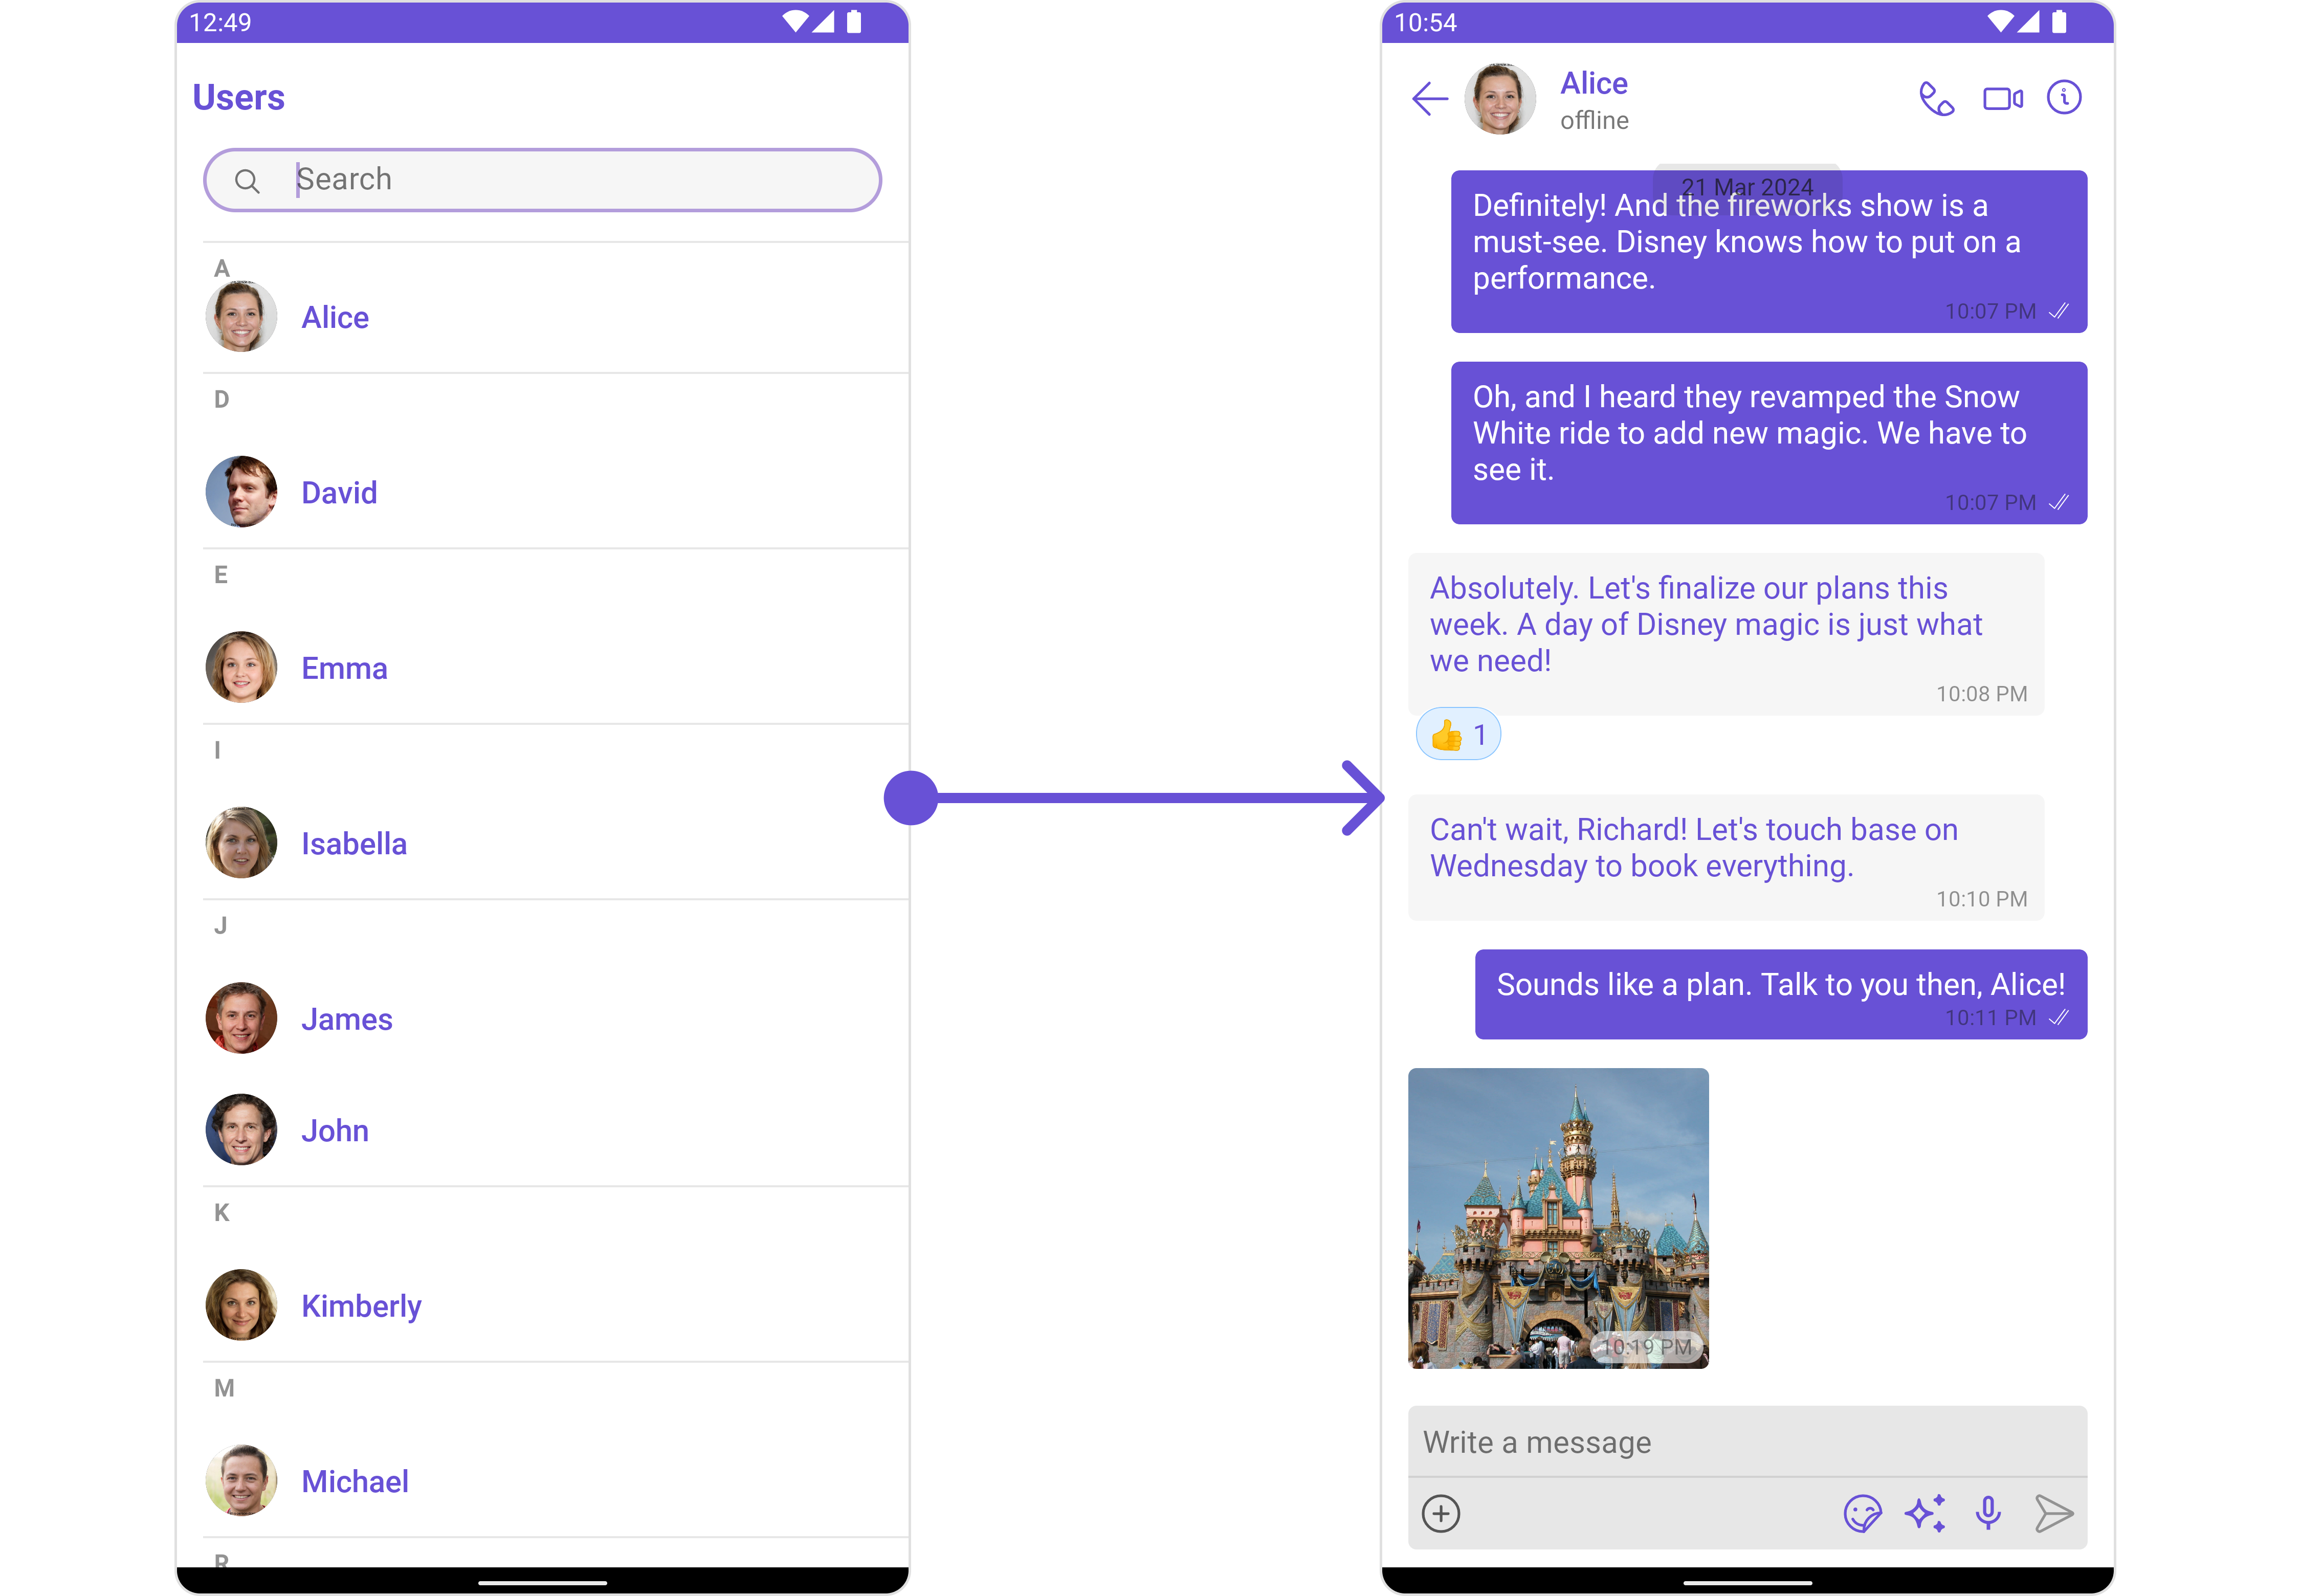 12:49
Users
Search
A
Alice
D
David
E
Emma
I
Isabella
J
James
John
K
Kimberly
M
Michael
R
10:54
Alice
offline
21 Mar 2024
Definitely! And the fireworks show is a
must-see. Disney knows how to put on a
performance.
10:07 PM
Oh, and I heard they revamped the Snow
White ride to add new magic. We have to
see it.
10:07 PM
Absolutely. Let's finalize our plans this
week. A day of Disney magic is just what
we need!
10:08 PM
👍 1
Can't wait, Richard! Let's touch base on
Wednesday to book everything.
10:10 PM
Sounds like a plan. Talk to you then, Alice!
10:11 PM
10:19 PM
Write a message